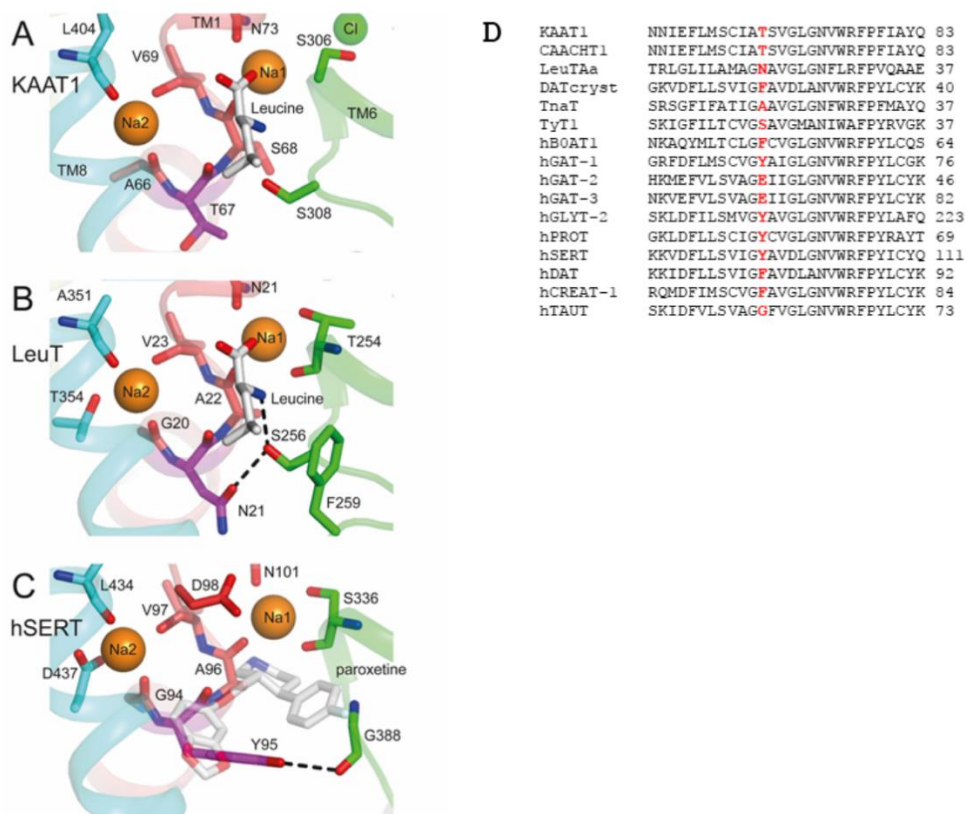 A
L404
TM1
N73
S306
Cl
V69
Na1
KAAT1
Leucine
TM6
Na2
S68
TM8
A66
T67
S308
B
A351
N21
LeuT
V23
Na1
T254
T354
Na2
A22
Leucine
G20
S256
N21
F259
C
L434
D98
N101
hSERT
V97
Na1
S336
Na2
paroxetine
D437
A96
G94
Y95
G388
D
KAAT1 NNIEFLMSCIATSVGLGNVWRFPFIAYQ 83
CAACHT1 NNIEFLMSCIATSVGLGNVWRFPFIAYQ 83
LeuTAa TRLGLILAMAGNAVGLGNFLRFPVQAAE 37
DATcryst GKVDFLLSVIGFAVDLANVWRFPYLCYK 40
TnaT SRSGFIFATIGAAVGLGNFWRFPFMAYQ 37
TyT1 SKIGFILTCVGSAVGMANIWAFPYRVGK 37
hB0AT1 NKAQYMLTCLGFCVGLGNVWRFPYLCQS 64
hGAT-1 GRFDFLMSCVGYAIGLGNVWRFPYLCGK 76
hGAT-2 HKMEFVLSVAGEIIGLGNVWRFPYLCYK 46
hGAT-3 NKVEFVLSVAGEIIGLGNVWRFPYLCYK 82
hGLYT-2 SKLDFILSMVGYAVGLGNVWRFPYLAFQ 223
hPROT GKLDFLLSCIGYCVGLGNVWRFPYRAYT 69
hSERT KKVDFLLSVIGYAVDLGNVWRFPYICYQ 111
hDAT KKIDFLLSVIGFAVDLANVWRFPYLCYK 92
hCREAT-1 RQMDFIMSCVGFAVGLGNVWRFPYLCYK 84
hTAUT SKIDFVLSVAGGFVGLGNVWRFPYLCYK 73